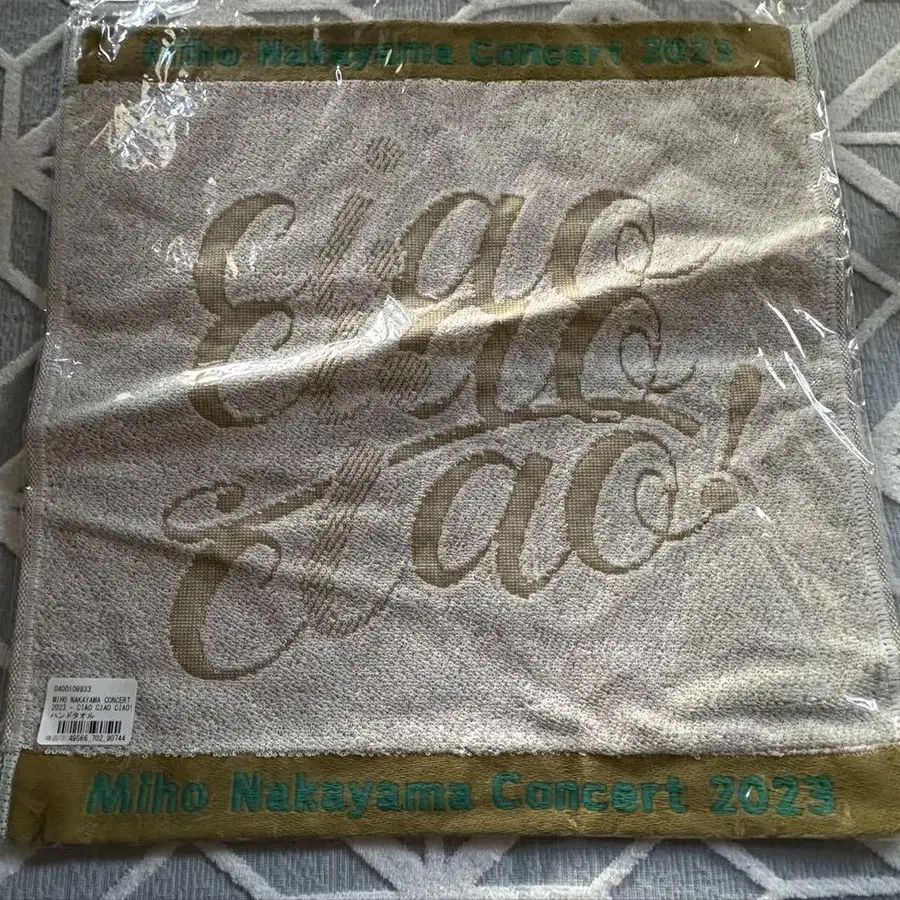 Miho Nakayama Concert 2023
Ciao
Ciao!
0400109933
MIHO NAKAYAMA CONCERT
2023 - CIAO CIAO CIAO!
ハンドタオル
49566_702_90744
Miho Nakayama Concert 2023